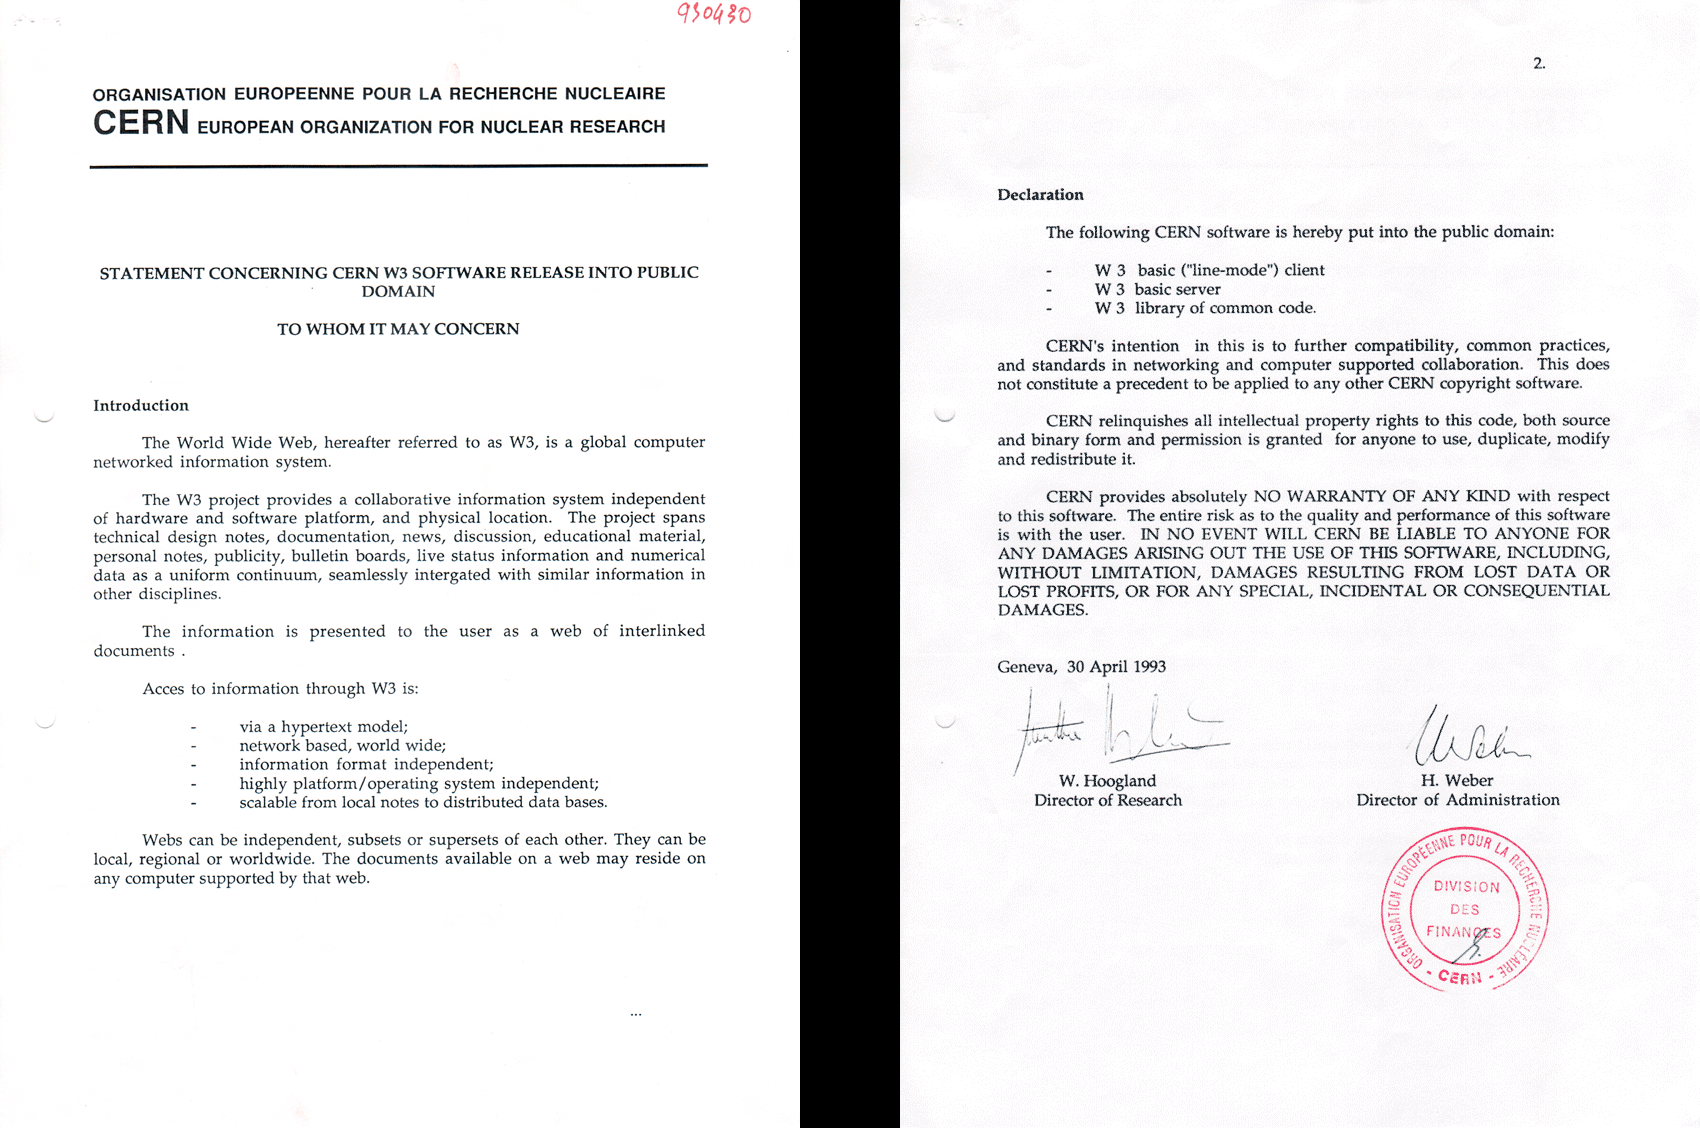 930430
ORGANISATION EUROPEENNE POUR LA RECHERCHE NUCLEAIRE
CERN EUROPEAN ORGANIZATION FOR NUCLEAR RESEARCH
STATEMENT CONCERNING CERN W3 SOFTWARE RELEASE INTO PUBLIC
DOMAIN
TO WHOM IT MAY CONCERN
Introduction
The World Wide Web, hereafter referred to as W3, is a global computer
networked information system.
The W3 project provides a collaborative information system independent
of hardware and software platform, and physical location. The project spans
technical design notes, documentation, news, discussion, educational material,
personal notes, publicity, bulletin boards, live status information and numerical
data as a uniform continuum, seamlessly intergated with similar information in
other disciplines.
The information is presented to the user as a web of interlinked
documents .
Acces to information through W3 is:
- via a hypertext model;
- network based, world wide;
- information format independent;
- highly platform/operating system independent;
- scalable from local notes to distributed data bases.
Webs can be independent, subsets or supersets of each other. They can be
local, regional or worldwide. The documents available on a web may reside on
any computer supported by that web.
...
2.
Declaration
The following CERN software is hereby put into the public domain:
- W 3 basic ("line-mode") client
- W 3 basic server
- W 3 library of common code.
CERN's intention in this is to further compatibility, common practices,
and standards in networking and computer supported collaboration. This does
not constitute a precedent to be applied to any other CERN copyright software.
CERN relinquishes all intellectual property rights to this code, both source
and binary form and permission is granted for anyone to use, duplicate, modify
and redistribute it.
CERN provides absolutely NO WARRANTY OF ANY KIND with respect
to this software. The entire risk as to the quality and performance of this software
is with the user. IN NO EVENT WILL CERN BE LIABLE TO ANYONE FOR
ANY DAMAGES ARISING OUT THE USE OF THIS SOFTWARE, INCLUDING,
WITHOUT LIMITATION, DAMAGES RESULTING FROM LOST DATA OR
LOST PROFITS, OR FOR ANY SPECIAL, INCIDENTAL OR CONSEQUENTIAL
DAMAGES.
Geneva, 30 April 1993
W. Hoogland
Director of Research
H. Weber
Director of Administration
ORGANISATION EUROPÉENNE POUR LA RECHERCHE NUCLÉAIRE
DIVISION
DES
FINANCES
- CERN -